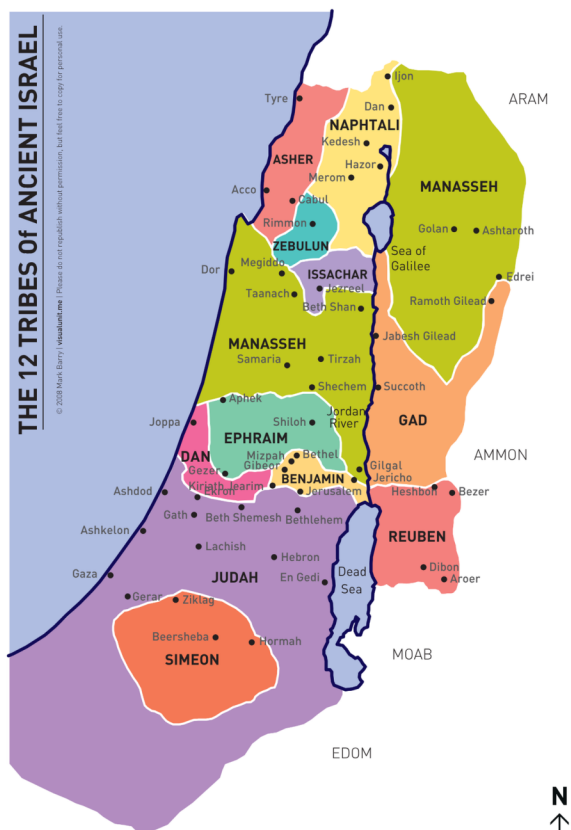 THE 12 TRIBES Of ANCIENT ISRAEL
© 2008 Mark Barry | visualunit.me | Please do not republish without permission, but feel free to copy for personal use.
Ijon
ARAM
Tyre
Dan
NAPHTALI
Kedesh
ASHER
Hazor
Merom
MANASSEH
Acco
Cabul
Rimmon
Golan
Ashtaroth
ZEBULUN
Sea of
Galilee
Megiddo
Dor
ISSACHAR
Edrei
Jezreel
Taanach
Ramoth Gilead
Beth Shan
Jabesh Gilead
MANASSEH
Samaria
Tirzah
Shechem
Succoth
Aphek
Jordan
River
Joppa
Shiloh
GAD
EPHRAIM
DAN
Mizpah
Bethel
AMMON
Gibeon
Gezer
Gilgal
BENJAMIN
Jericho
Kiriath Jearim
Heshbon
Bezer
Ashdod
Ekron
Jerusalem
Gath
Beth Shemesh
Bethlehem
Ashkelon
REUBEN
Lachish
Hebron
Dibon
Gaza
JUDAH
En Gedi
Dead
Sea
Aroer
Gerar
Ziklag
Beersheba
Hormah
SIMEON
MOAB
EDOM
N